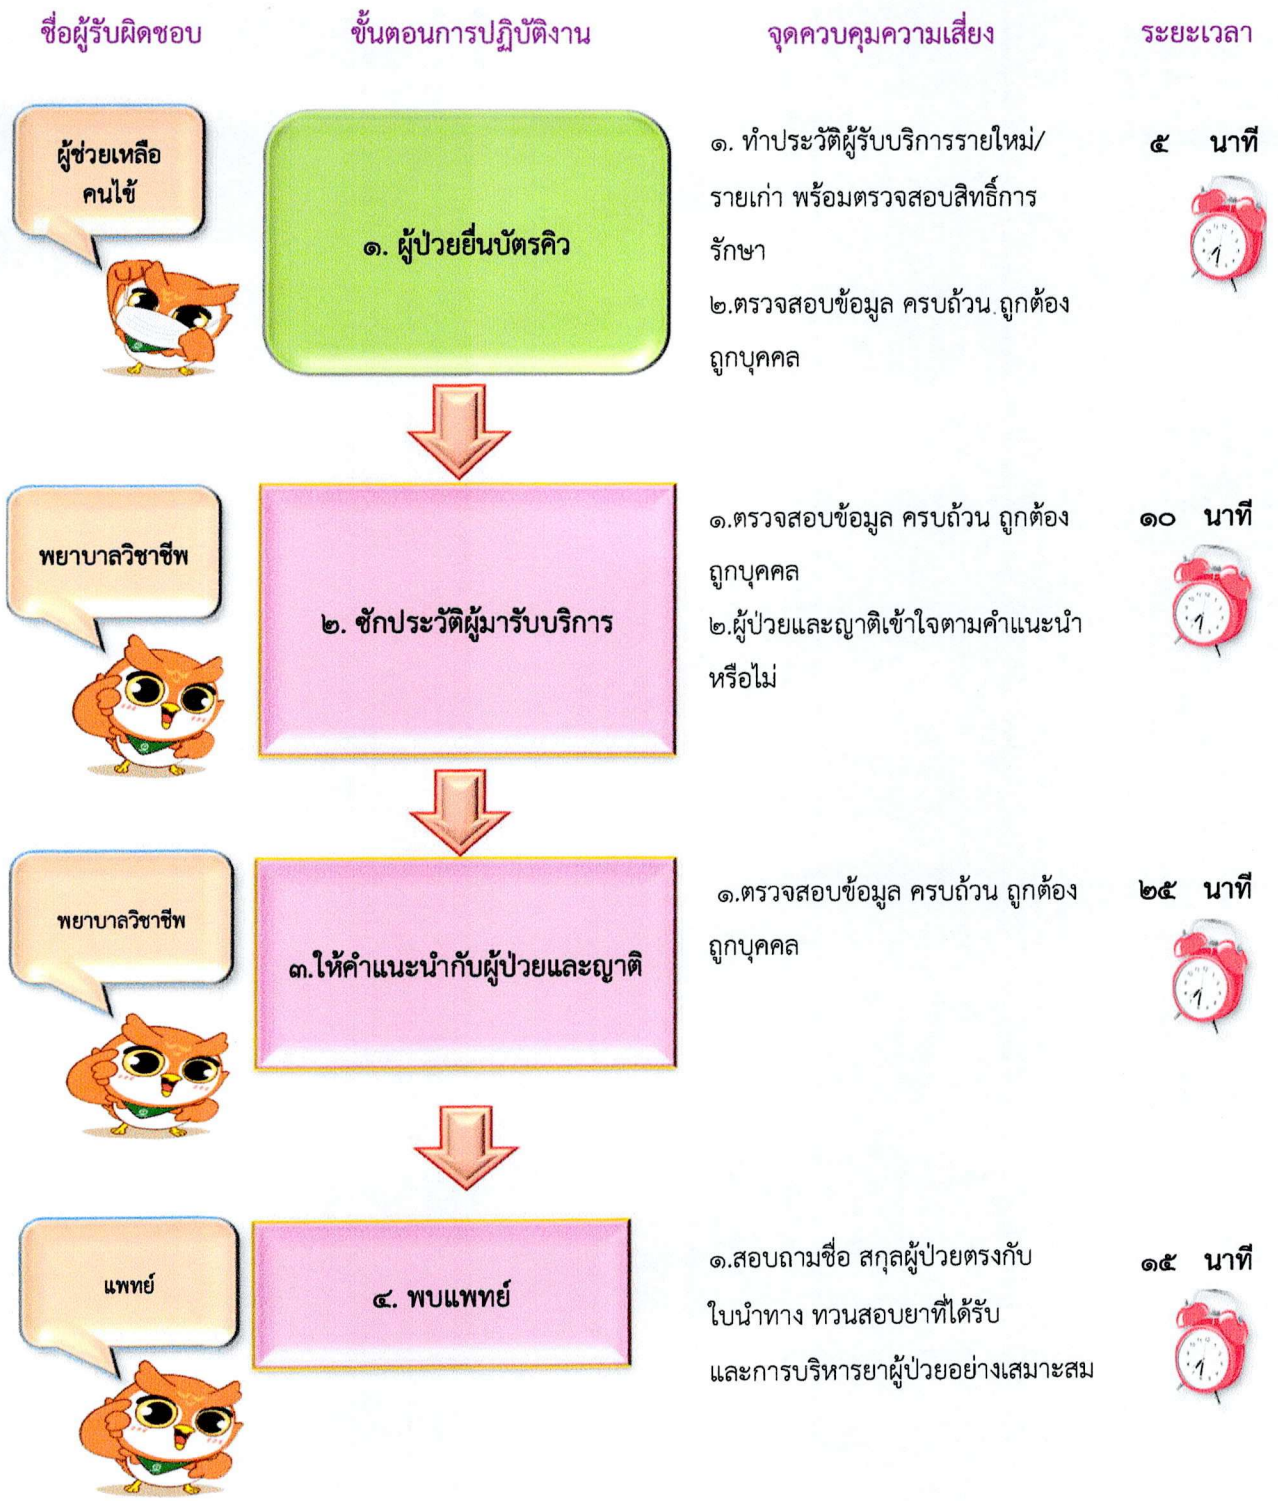 ชื่อผู้รับผิดชอบ ขั้นตอนการปฏิบัติงาน จุดควบคุมความเสี่ยง ระยะเวลา
ผู้ช่วยเหลือ
คนไข้
๑. ผู้ป่วยยื่นบัตรคิว
๑. ทำประวัติผู้รับบริการรายใหม่/
รายเก่า พร้อมตรวจสอบสิทธิ์การ
รักษา
๒.ตรวจสอบข้อมูล ครบถ้วน ถูกต้อง
ถูกบุคคล
๕ นาที
พยาบาลวิชาชีพ
๒. ซักประวัติผู้มารับบริการ
๑.ตรวจสอบข้อมูล ครบถ้วน ถูกต้อง
ถูกบุคคล
๒.ผู้ป่วยและญาติเข้าใจตามคำแนะนำ
หรือไม่
๑๐ นาที
พยาบาลวิชาชีพ
๓.ให้คำแนะนำกับผู้ป่วยและญาติ
๑.ตรวจสอบข้อมูล ครบถ้วน ถูกต้อง
ถูกบุคคล
๒๕ นาที
แพทย์
๔. พบแพทย์
๑.สอบถามชื่อ สกุลผู้ป่วยตรงกับ
ใบนำทาง ทวนสอบยาที่ได้รับ
และการบริหารยาผู้ป่วยอย่างเสมาะสม
๑๕ นาที